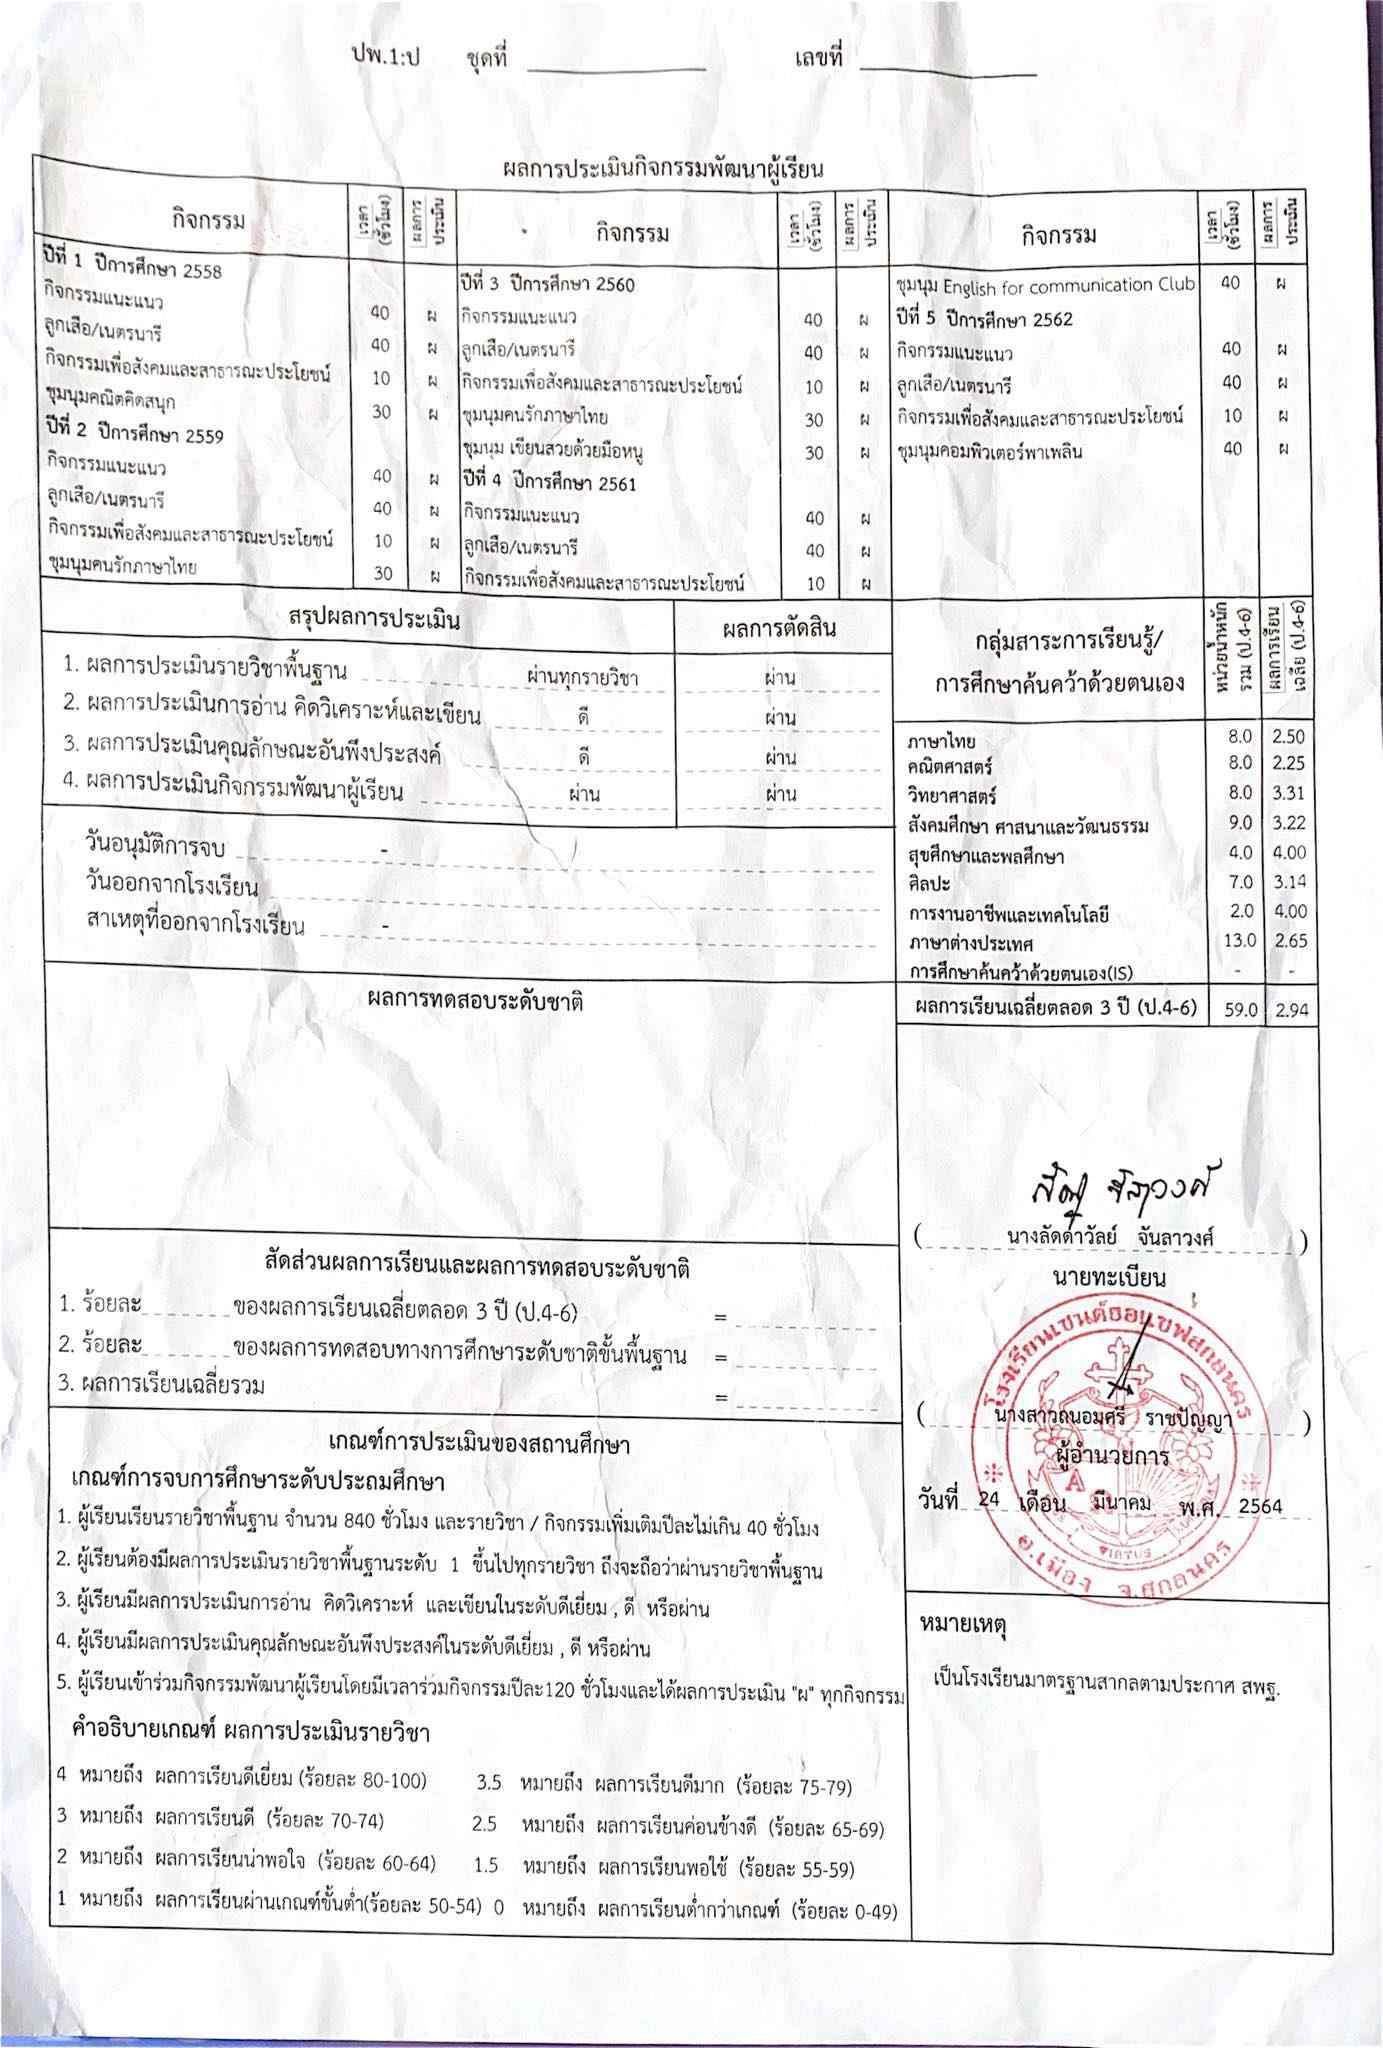 ปพ.1:ป ชุดที่ เลขที่
ผลการประเมินกิจกรรมพัฒนาผู้เรียน
กิจกรรม เวลา (ชั่วโมง) ผลการประเมิน
ปีที่ 1 ปีการศึกษา 2558
กิจกรรมแนะแนว 40 ผ
ลูกเสือ/เนตรนารี 40 ผ
กิจกรรมเพื่อสังคมและสาธารณะประโยชน์ 10 ผ
ชุมนุมคณิตคิดสนุก 30 ผ
ปีที่ 2 ปีการศึกษา 2559
กิจกรรมแนะแนว 40 ผ
ลูกเสือ/เนตรนารี 40 ผ
กิจกรรมเพื่อสังคมและสาธารณะประโยชน์ 10 ผ
ชุมนุมคนรักภาษาไทย 30 ผ
กิจกรรม เวลา (ชั่วโมง) ผลการประเมิน
ปีที่ 3 ปีการศึกษา 2560
กิจกรรมแนะแนว 40 ผ
ลูกเสือ/เนตรนารี 40 ผ
กิจกรรมเพื่อสังคมและสาธารณะประโยชน์ 10 ผ
ชุมนุมคนรักภาษาไทย 30 ผ
ชุมนุม เขียนสวยด้วยมือหนู 30 ผ
ปีที่ 4 ปีการศึกษา 2561
กิจกรรมแนะแนว 40 ผ
ลูกเสือ/เนตรนารี 40 ผ
กิจกรรมเพื่อสังคมและสาธารณะประโยชน์ 10 ผ
กิจกรรม เวลา (ชั่วโมง) ผลการประเมิน
ชุมนุม English for communication Club 40 ผ
ปีที่ 5 ปีการศึกษา 2562
กิจกรรมแนะแนว 40 ผ
ลูกเสือ/เนตรนารี 40 ผ
กิจกรรมเพื่อสังคมและสาธารณะประโยชน์ 10 ผ
ชุมนุมคอมพิวเตอร์พาเพลิน 40 ผ
สรุปผลการประเมิน ผลการตัดสิน
1. ผลการประเมินรายวิชาพื้นฐาน ผ่านทุกรายวิชา ผ่าน
2. ผลการประเมินการอ่าน คิดวิเคราะห์และเขียน ดี ผ่าน
3. ผลการประเมินคุณลักษณะอันพึงประสงค์ ดี ผ่าน
4. ผลการประเมินกิจกรรมพัฒนาผู้เรียน ผ่าน ผ่าน
วันอนุมัติการจบ -
วันออกจากโรงเรียน
สาเหตุที่ออกจากโรงเรียน -
กลุ่มสาระการเรียนรู้/
การศึกษาค้นคว้าด้วยตนเอง
หน่วยน้ำหนัก รวม (ป.4-6)
ผลการเรียน เฉลี่ย (ป.4-6)
ภาษาไทย 8.0 2.50
คณิตศาสตร์ 8.0 2.25
วิทยาศาสตร์ 8.0 3.31
สังคมศึกษา ศาสนาและวัฒนธรรม 9.0 3.22
สุขศึกษาและพลศึกษา 4.0 4.00
ศิลปะ 7.0 3.14
การงานอาชีพและเทคโนโลยี 2.0 4.00
ภาษาต่างประเทศ 13.0 2.65
การศึกษาค้นคว้าด้วยตนเอง(IS) - -
ผลการเรียนเฉลี่ยตลอด 3 ปี (ป.4-6) 59.0 2.94
ผลการทดสอบระดับชาติ
สัดส่วนผลการเรียนและผลการทดสอบระดับชาติ
1. ร้อยละ ของผลการเรียนเฉลี่ยตลอด 3 ปี (ป.4-6) =
2. ร้อยละ ของผลการทดสอบทางการศึกษาระดับชาติขั้นพื้นฐาน =
3. ผลการเรียนเฉลี่ยรวม =
(นางลัดดาวัลย์ จันลาวงศ์)
นายทะเบียน
โรงเรียนเซนต์ยอแซฟสกลนคร
(นางสาวถนอมศรี ราชปัญญา)
ผู้อำนวยการ
วันที่ 24 เดือน มีนาคม พ.ศ. 2564
VIRTUS
อ.เมือง จ.สกลนคร
เกณฑ์การประเมินของสถานศึกษา
เกณฑ์การจบการศึกษาระดับประถมศึกษา
1. ผู้เรียนเรียนรายวิชาพื้นฐาน จำนวน 840 ชั่วโมง และรายวิชา / กิจกรรมเพิ่มเติมปีละไม่เกิน 40 ชั่วโมง
2. ผู้เรียนต้องมีผลการประเมินรายวิชาพื้นฐานระดับ 1 ขึ้นไปทุกรายวิชา ถึงจะถือว่าผ่านรายวิชาพื้นฐาน
3. ผู้เรียนมีผลการประเมินการอ่าน คิดวิเคราะห์ และเขียนในระดับดีเยี่ยม , ดี หรือผ่าน
4. ผู้เรียนมีผลการประเมินคุณลักษณะอันพึงประสงค์ในระดับดีเยี่ยม , ดี หรือผ่าน
5. ผู้เรียนเข้าร่วมกิจกรรมพัฒนาผู้เรียนโดยมีเวลาร่วมกิจกรรมปีละ120 ชั่วโมงและได้ผลการประเมิน "ผ" ทุกกิจกรรม
คำอธิบายเกณฑ์ ผลการประเมินรายวิชา
4 หมายถึง ผลการเรียนดีเยี่ยม (ร้อยละ 80-100) 3.5 หมายถึง ผลการเรียนดีมาก (ร้อยละ 75-79)
3 หมายถึง ผลการเรียนดี (ร้อยละ 70-74) 2.5 หมายถึง ผลการเรียนค่อนข้างดี (ร้อยละ 65-69)
2 หมายถึง ผลการเรียนน่าพอใจ (ร้อยละ 60-64) 1.5 หมายถึง ผลการเรียนพอใช้ (ร้อยละ 55-59)
1 หมายถึง ผลการเรียนผ่านเกณฑ์ขั้นต่ำ(ร้อยละ 50-54) 0 หมายถึง ผลการเรียนต่ำกว่าเกณฑ์ (ร้อยละ 0-49)
หมายเหตุ
เป็นโรงเรียนมาตรฐานสากลตามประกาศ สพฐ.